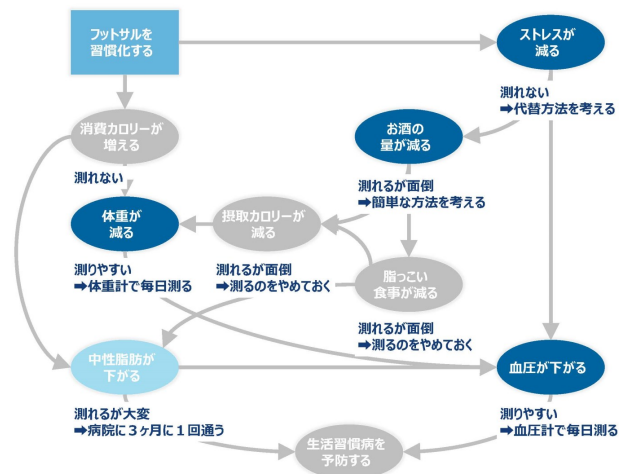 フットサルを
習慣化する
ストレスが
減る
測れない
➡代替方法を考える
消費カロリーが
増える
お酒の
量が減る
測れない
測れるが面倒
➡簡単な方法を考える
体重が
減る
摂取カロリーが
減る
測りやすい
➡体重計で毎日測る
測れるが面倒
➡測るのをやめておく
脂っこい
食事が減る
測れるが面倒
➡測るのをやめておく
中性脂肪が
下がる
血圧が下がる
測れるが大変
➡病院に３ヶ月に１回通う
測りやすい
➡血圧計で毎日測る
生活習慣病を
予防する